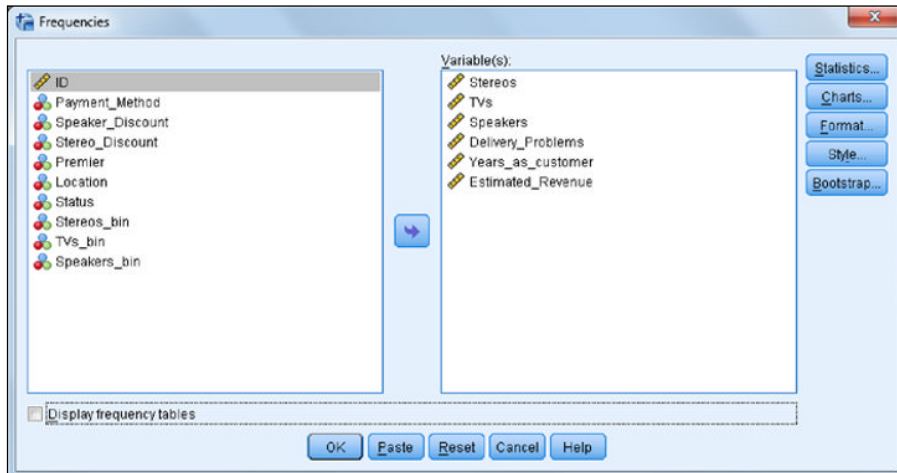 Frequencies
ID
Payment_Method
Speaker_Discount
Stereo_Discount
Premier
Location
Status
Stereos_bin
TVs_bin
Speakers_bin
Variable(s):
Stereos
TVs
Speakers
Delivery_Problems
Years_as_customer
Estimated_Revenue
Statistics...
Charts...
Format...
Style...
Bootstrap...
Display frequency tables
OK Paste Reset Cancel Help